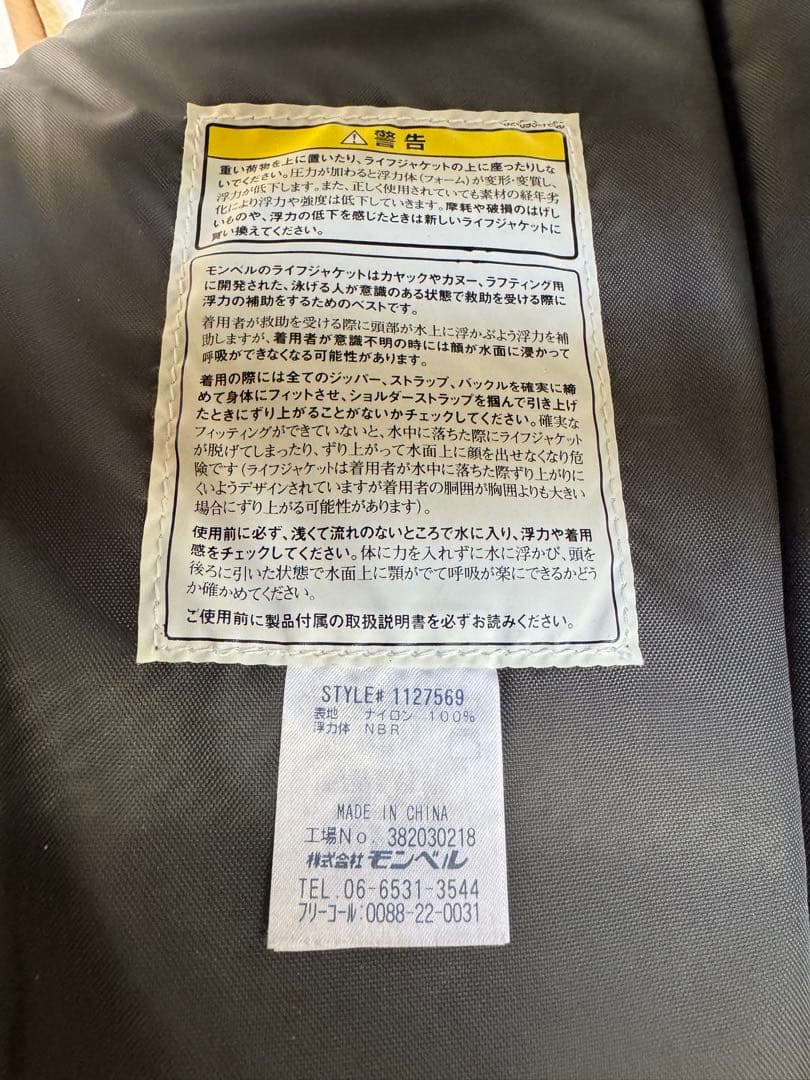 ⚠警告
重い荷物を上に置いたり、ライフジャケットの上に座ったりしな
いでください。圧力が加わると浮力体(フォーム)が変形・変質し、
浮力が低下します。また、正しく使用されていても素材の経年劣
化により浮力や強度は低下していきます。摩耗や破損のはげし
いものや、浮力の低下を感じたときは新しいライフジャケットに
買い換えてください。
モンベルのライフジャケットはカヤックやカヌー、ラフティング用
に開発された、泳げる人が意識のある状態で救助を受ける際に
浮力の補助をするためのベストです。
着用者が救助を受ける際に頭部が水上に浮かぶよう浮力を補
助しますが、着用者が意識不明の時には顔が水面に浸かって
呼吸ができなくなる可能性があります。
着用の際には全てのジッパー、ストラップ、バックルを確実に締
めて身体にフィットさせ、ショルダーストラップを掴んで引き上げ
たときにずり上がることがないかチェックしてください。確実な
フィッティングができていないと、水中に落ちた際にライフジャケット
が脱げてしまったり、ずり上がって水面上に顔を出せなくなり危
険です(ライフジャケットは着用者が水中に落ちた際ずり上がりに
くいようデザインされていますが着用者の胴囲が胸囲よりも大きい
場合にずり上がる可能性があります)。
使用前に必ず、浅くて流れのないところで水に入り、浮力や着用
感をチェックしてください。体に力を入れずに水に浮かび、頭を
後ろに引いた状態で水面上に顎がでて呼吸が楽にできるかどう
か確かめてください。
ご使用前に製品付属の取扱説明書を必ずお読みください。
STYLE# 1127569
表地 ナイロン 100%
浮力体 NBR
MADE IN CHINA
工場No. 382030218
株式会社モンベル
TEL. 06-6531-3544
フリーコール:0088-22-0031